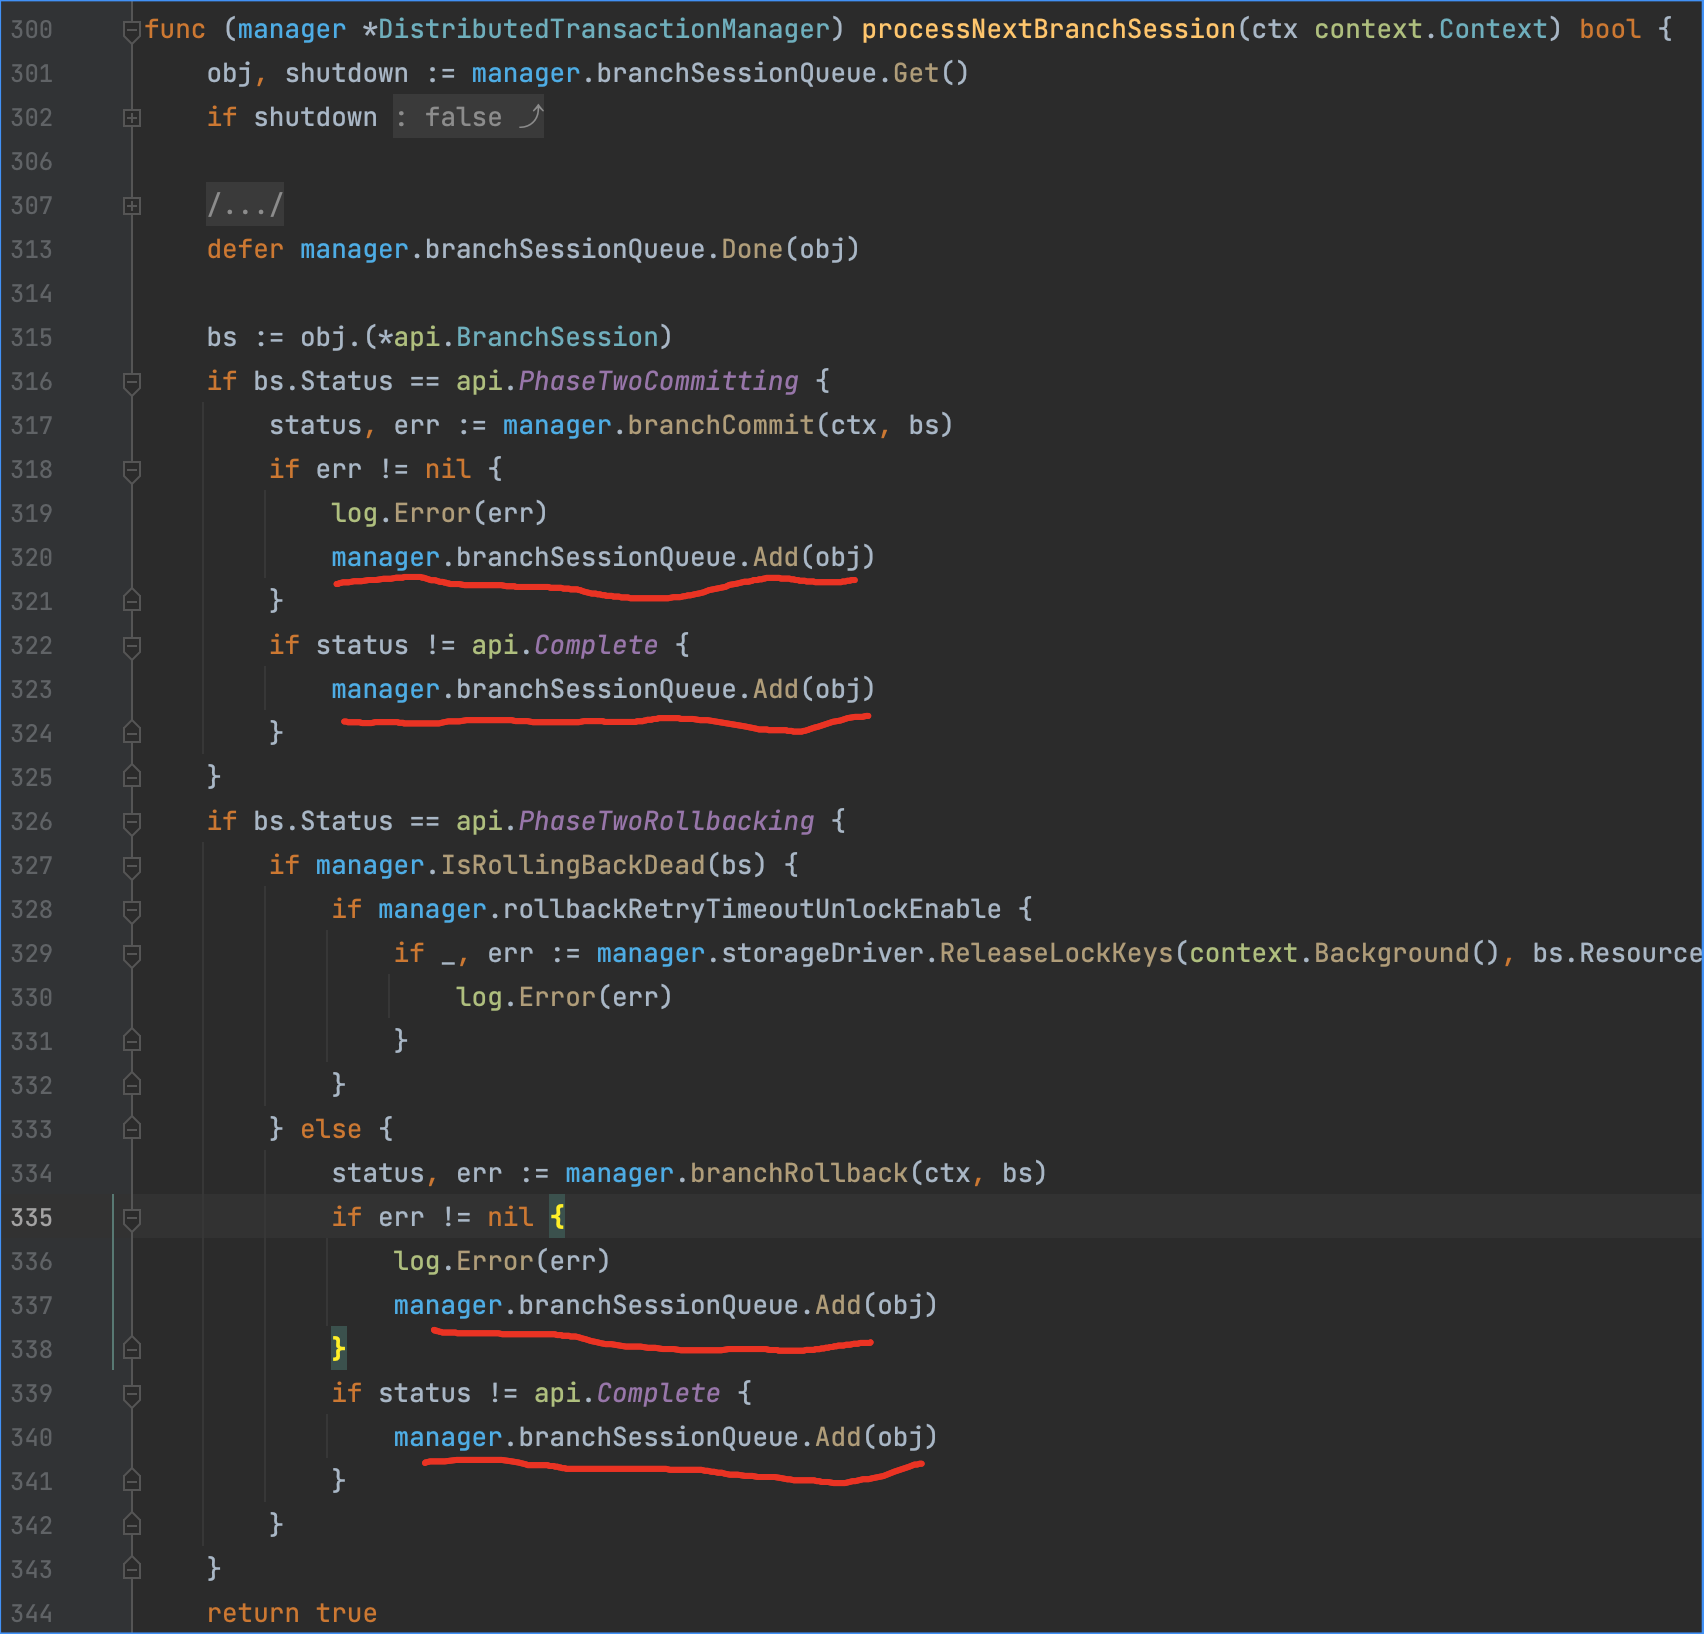 300 func (manager *DistributedTransactionManager) processNextBranchSession(ctx context.Context) bool {
301 obj, shutdown := manager.branchSessionQueue.Get()
302 if shutdown : false
306
307 /.../
313 defer manager.branchSessionQueue.Done(obj)
314
315 bs := obj.(*api.BranchSession)
316 if bs.Status == api.PhaseTwoCommitting {
317 status, err := manager.branchCommit(ctx, bs)
318 if err != nil {
319 log.Error(err)
320 manager.branchSessionQueue.Add(obj)
321 }
322 if status != api.Complete {
323 manager.branchSessionQueue.Add(obj)
324 }
325 }
326 if bs.Status == api.PhaseTwoRollbacking {
327 if manager.IsRollingBackDead(bs) {
328 if manager.rollbackRetryTimeoutUnlockEnable {
329 if _, err := manager.storageDriver.ReleaseLockKeys(context.Background(), bs.Resource
330 log.Error(err)
331 }
332 }
333 } else {
334 status, err := manager.branchRollback(ctx, bs)
335 if err != nil {
336 log.Error(err)
337 manager.branchSessionQueue.Add(obj)
338 }
339 if status != api.Complete {
340 manager.branchSessionQueue.Add(obj)
341 }
342 }
343 }
344 return true